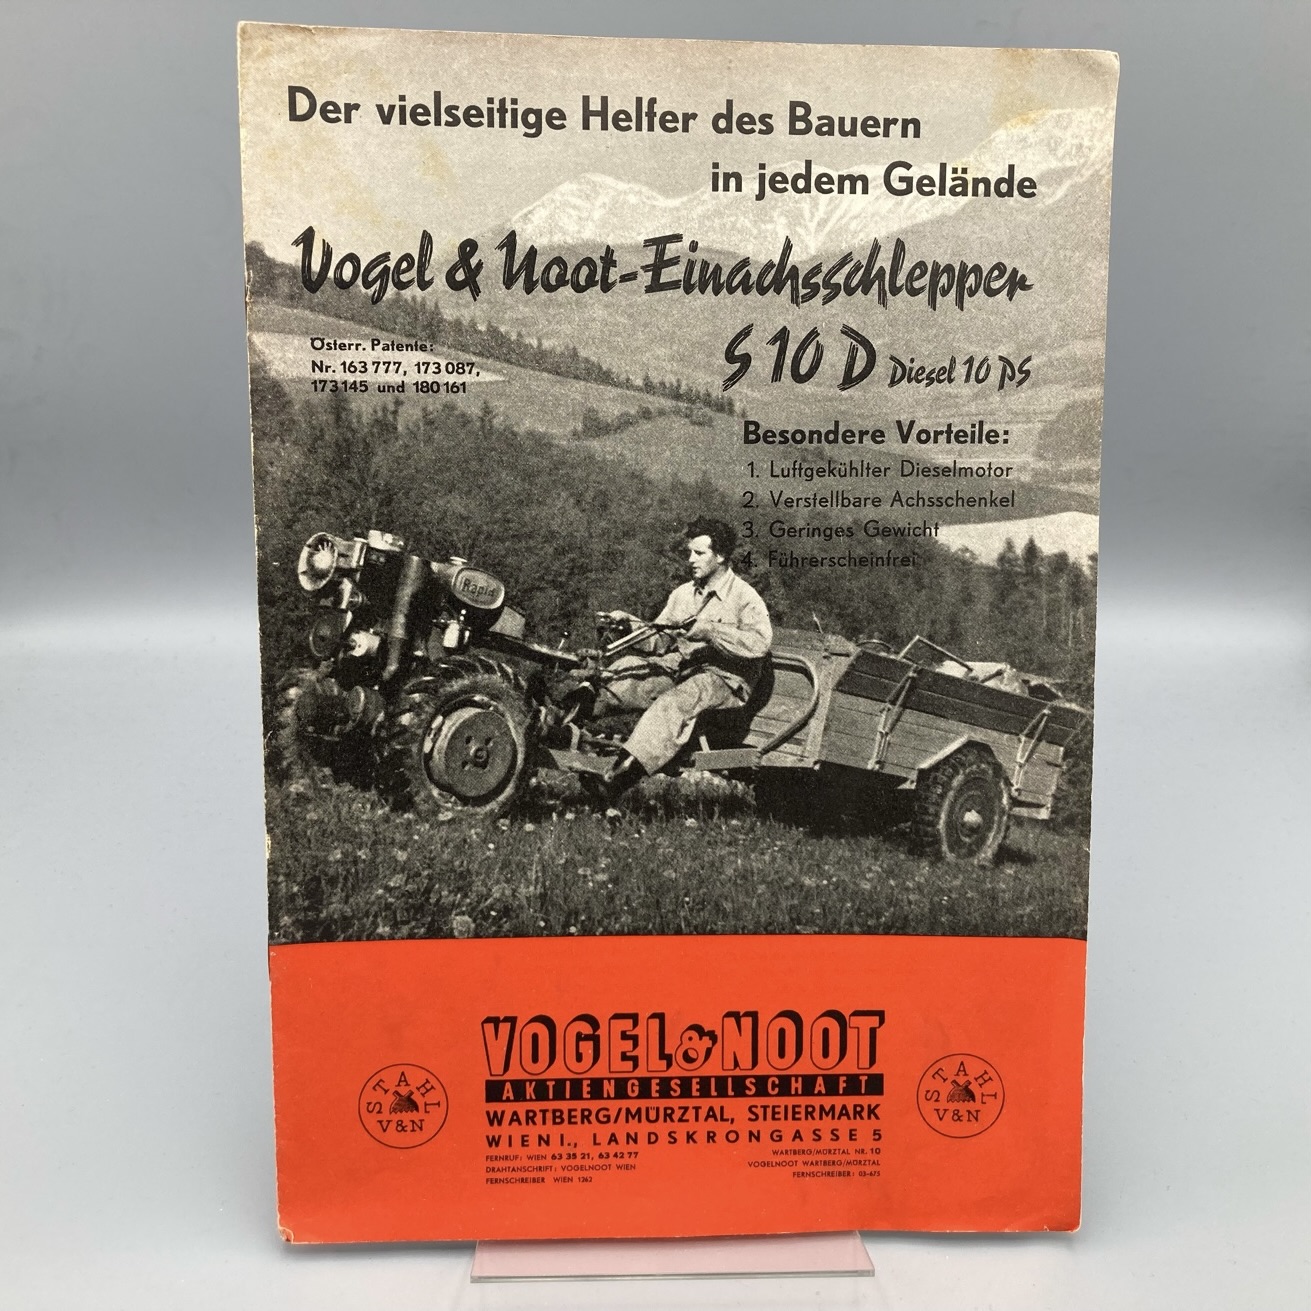 Der vielseitige Helfer des Bauern
in jedem Gelände
Vogel & Noot-Einachsschlepper
S 10 D Diesel 10 PS
Österr. Patente:
Nr. 163 777, 173 087,
173 145 und 180 161
Besondere Vorteile:
1. Luftgekühlter Dieselmotor
2. Verstellbare Achsschenkel
3. Geringes Gewicht
4. Führerscheinfrei
Rapid
VOGEL & NOOT
AKTIENGESELLSCHAFT
WARTBERG/MÜRZTAL, STEIERMARK
WIEN I., LANDSKRONGASSE 5
FERNRUF: WIEN 63 35 21, 63 42 77
DRAHTANSCHRIFT: VOGELNOOT WIEN
FERNSCHREIBER WIEN 1262
WARTBERG/MÜRZTAL NR. 10
VOGELNOOT WARTBERG/MÜRZTAL
FERNSCHREIBER: 03-675
STAHL
V&N
STAHL
V&N